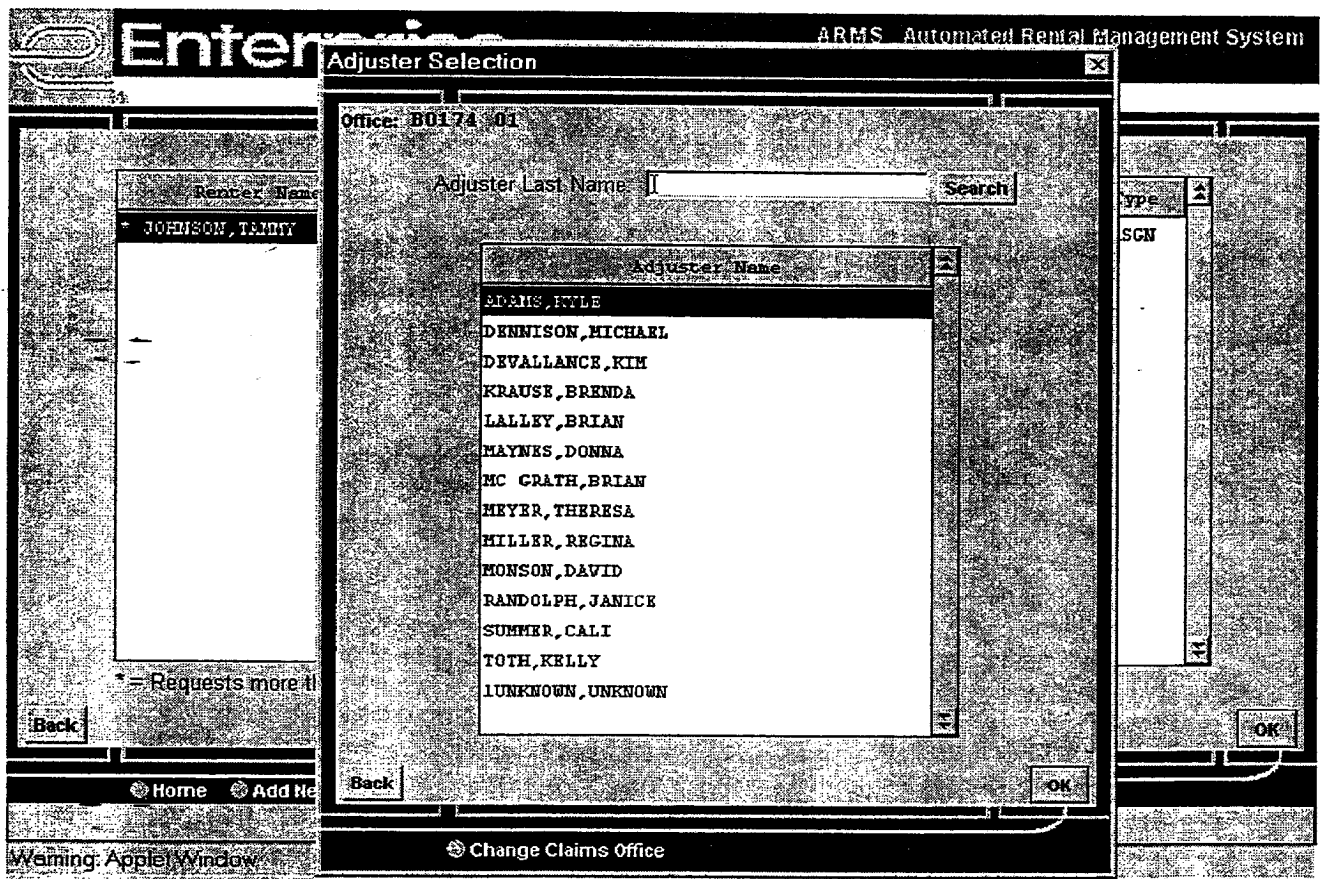 Enterprise
ARMS Automated Rental Management System
Adjuster Selection
Office: B0174 01
Adjuster Last Name
Search
Renter Name
Type
* JOHNSON,TAMMY
SGN
Adjuster Name
ADAMS,KYLE
DENNISON,MICHAEL
DEVALLANCE,KIM
KRAUSE,BRENDA
LALLEY,BRIAN
MAYNES,DONNA
MC GRATH,BRIAN
MEYER,THERESA
MILLER,REGINA
MONSON,DAVID
RANDOLPH,JANICE
SUMMER,CALI
TOTH,KELLY
1UNKNOWN,UNKNOWN
* = Requests more
Back
OK
Back
OK
Home Add Ne
Change Claims Office
Warning: Applet Window